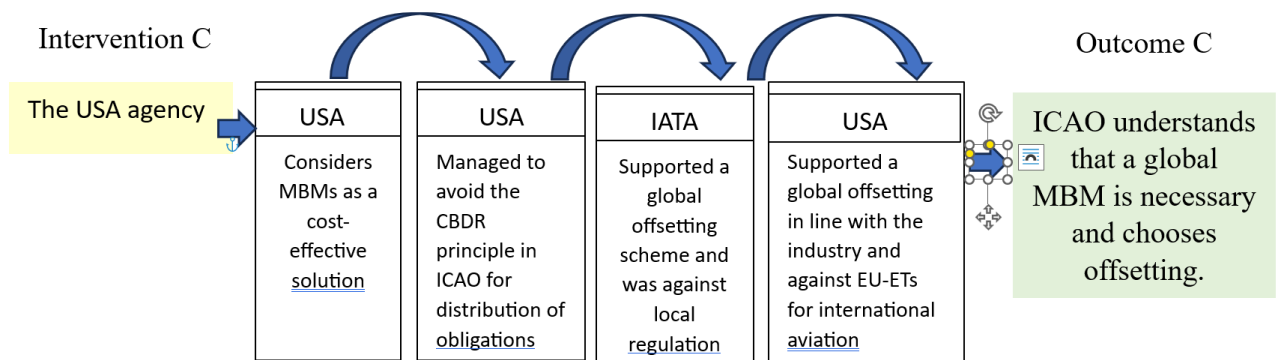 Intervention C
Outcome C
The USA agency
USA
Considers
MBMs as a
cost-
effective
solution
USA
Managed to
avoid the
CBDR
principle in
ICAO for
distribution of
obligations
IATA
Supported a
global
offsetting
scheme and
was against
local
regulation
USA
Supported a
global offsetting
in line with the
industry and
against EU-ETs
for international
aviation
ICAO understands
that a global
MBM is necessary
and chooses
offsetting.